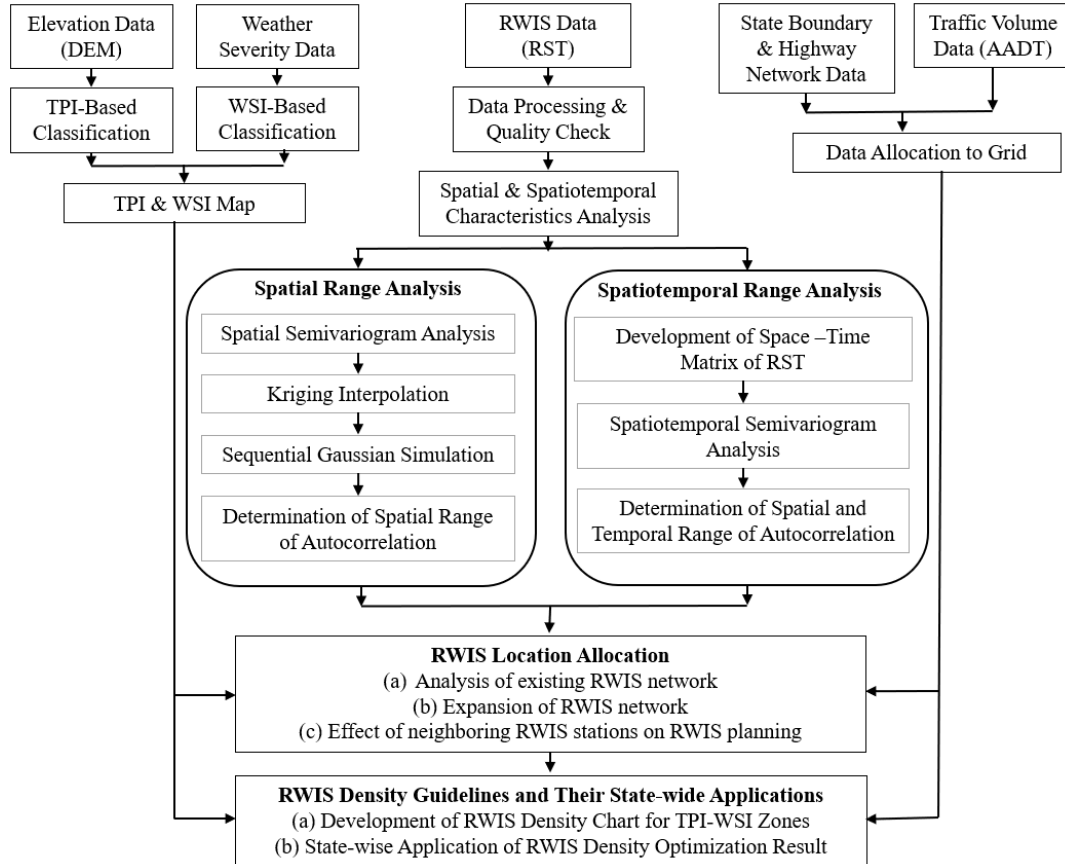 Elevation Data
(DEM)
Weather
Severity Data
RWIS Data
(RST)
State Boundary
& Highway
Network Data
Traffic Volume
Data (AADT)
TPI-Based
Classification
WSI-Based
Classification
Data Processing &
Quality Check
Data Allocation to Grid
TPI & WSI Map
Spatial & Spatiotemporal
Characteristics Analysis
Spatial Range Analysis
Spatial Semivariogram Analysis
Kriging Interpolation
Sequential Gaussian Simulation
Determination of Spatial Range
of Autocorrelation
Spatiotemporal Range Analysis
Development of Space –Time
Matrix of RST
Spatiotemporal Semivariogram
Analysis
Determination of Spatial and
Temporal Range of Autocorrelation
RWIS Location Allocation
(a) Analysis of existing RWIS network
(b) Expansion of RWIS network
(c) Effect of neighboring RWIS stations on RWIS planning
RWIS Density Guidelines and Their State-wide Applications
(a) Development of RWIS Density Chart for TPI-WSI Zones
(b) State-wise Application of RWIS Density Optimization Result